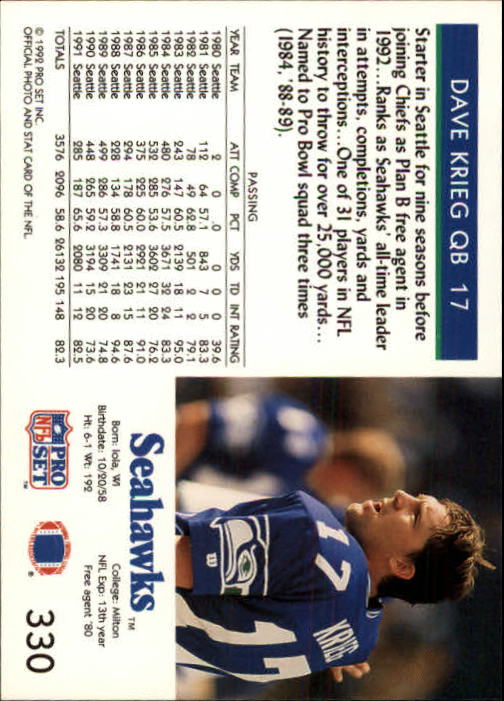 DAVE KRIEG QB 17
Starter in Seattle for nine seasons before
joining Chiefs as Plan B free agent in
1992...Ranks as Seahawks' all-time leader
in attempts, completions, yards and
interceptions...One of 31 players in NFL
history to throw for over 25,000 yards...
Named to Pro Bowl squad three times
(1984, '88-89).
PASSING
YEAR TEAM ATT COMP PCT YDS TD INT RATING
1980 Seattle 2 0 .0 0 0 0 39.6
1981 Seattle 112 64 57.1 843 7 5 83.3
1982 Seattle 78 49 62.8 501 2 2 79.1
1983 Seattle 243 147 60.5 2139 18 11 95.0
1984 Seattle 480 276 57.5 3671 32 24 83.3
1985 Seattle 532 285 53.6 3602 27 20 76.2
1986 Seattle 375 225 60.0 2921 21 11 91.0
1987 Seattle 294 178 60.5 2131 23 15 87.6
1988 Seattle 228 134 58.8 1741 18 8 94.6
1989 Seattle 499 286 57.3 3309 21 20 74.8
1990 Seattle 448 265 59.2 3194 15 20 73.6
1991 Seattle 285 187 65.6 2080 11 12 82.5
TOTALS 3576 2096 58.6 26132 195 148 82.3
© 1992 PRO SET INC.
OFFICIAL PHOTO AND STAT CARD OF THE NFL.
17
KRIEG
17
Seahawks™
Born: Iola, WI
Birthdate: 10/20/58
Ht: 6-1 Wt: 192
College: Milton
NFL Exp: 13th year
Free agent '80
PRO
NFL
SET™
®
330